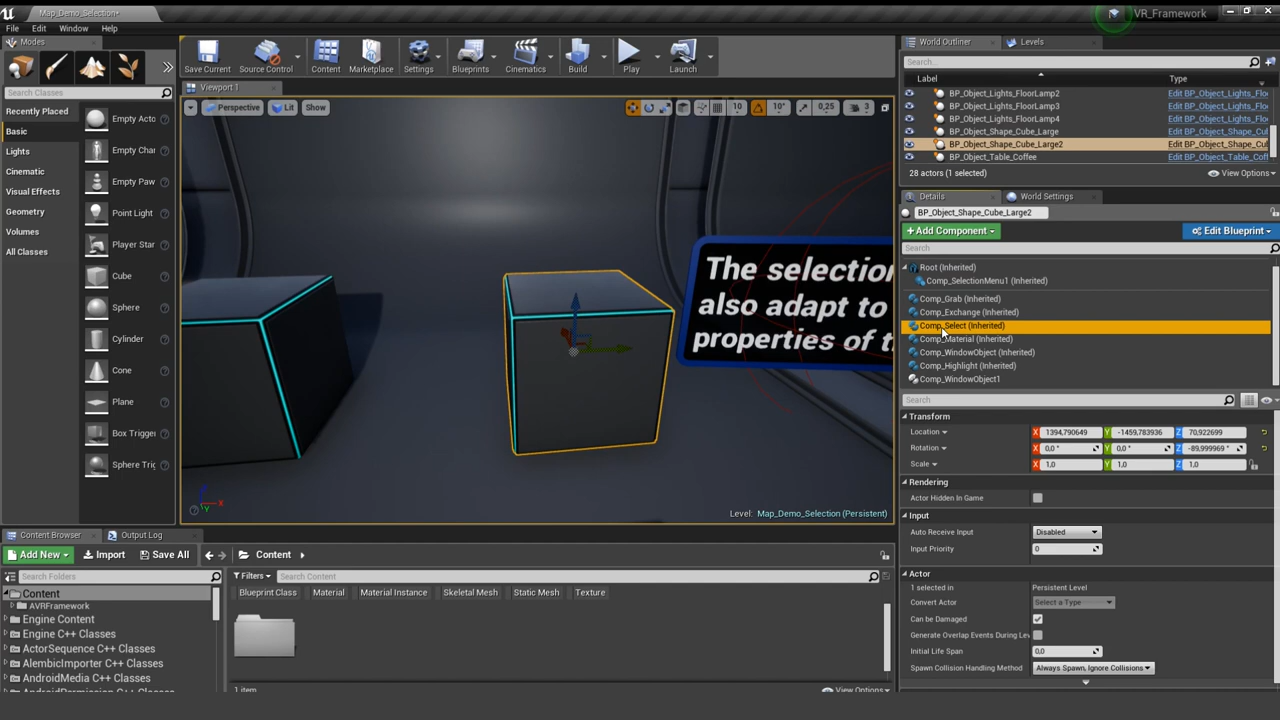 Map_Demo_Selection*
VR_Framework
File Edit Window Help
Modes
Search Classes
Recently Placed
Basic
Lights
Cinematic
Visual Effects
Geometry
Volumes
All Classes
Empty Acto
Empty Char
Empty Paw
Point Light
Player Star
Cube
Sphere
Cylinder
Cone
Plane
Box Trigger
Sphere Trig
Save Current
Source Control
Content
Marketplace
Settings
Blueprints
Cinematics
Build
Play
Launch
Viewport 1
Perspective
Lit
Show
10
10°
0,25
3
The selection
also adapt to
properties of t
Level: Map_Demo_Selection (Persistent)
World Outliner
Levels
Search...
Label Type
BP_Object_Lights_FloorLamp2 Edit BP_Object_Lights_Flo
BP_Object_Lights_FloorLamp3 Edit BP_Object_Lights_Flo
BP_Object_Lights_FloorLamp4 Edit BP_Object_Lights_Flo
BP_Object_Shape_Cube_Large Edit BP_Object_Shape_Cu
BP_Object_Shape_Cube_Large2 Edit BP_Object_Shape_Cu
BP_Object_Table_Coffee Edit BP_Object_Table_Coff
28 actors (1 selected)
View Options
Details
World Settings
BP_Object_Shape_Cube_Large2
+Add Component
Edit Blueprint
Search
Root (Inherited)
Comp_SelectionMenu1 (Inherited)
Comp_Grab (Inherited)
Comp_Exchange (Inherited)
Comp_Select (Inherited)
Comp_Material (Inherited)
Comp_WindowObject (Inherited)
Comp_Highlight (Inherited)
Comp_WindowObject1
Search
Transform
Location X 1394,790649 Y -1459,783936 Z 70,922699
Rotation X 0,0 ° Y 0,0 ° Z -89,999969 °
Scale X 1,0 Y 1,0 Z 1,0
Rendering
Actor Hidden In Game
Input
Auto Receive Input Disabled
Input Priority 0
Actor
1 selected in Persistent Level
Convert Actor Select a Type
Can be Damaged
Generate Overlap Events During Lev
Initial Life Span 0,0
Spawn Collision Handling Method Always Spawn, Ignore Collisions
Content Browser
Output Log
Add New
Import
Save All
Content
Search Folders
Content
AVRFramework
Engine Content
Engine C++ Classes
ActorSequence C++ Classes
AlembicImporter C++ Classes
AndroidMedia C++ Classes
AndroidPermission C++ Classes
Filters
Search Content
Blueprint Class
Material
Material Instance
Skeletal Mesh
Static Mesh
Texture
1 item
View Options